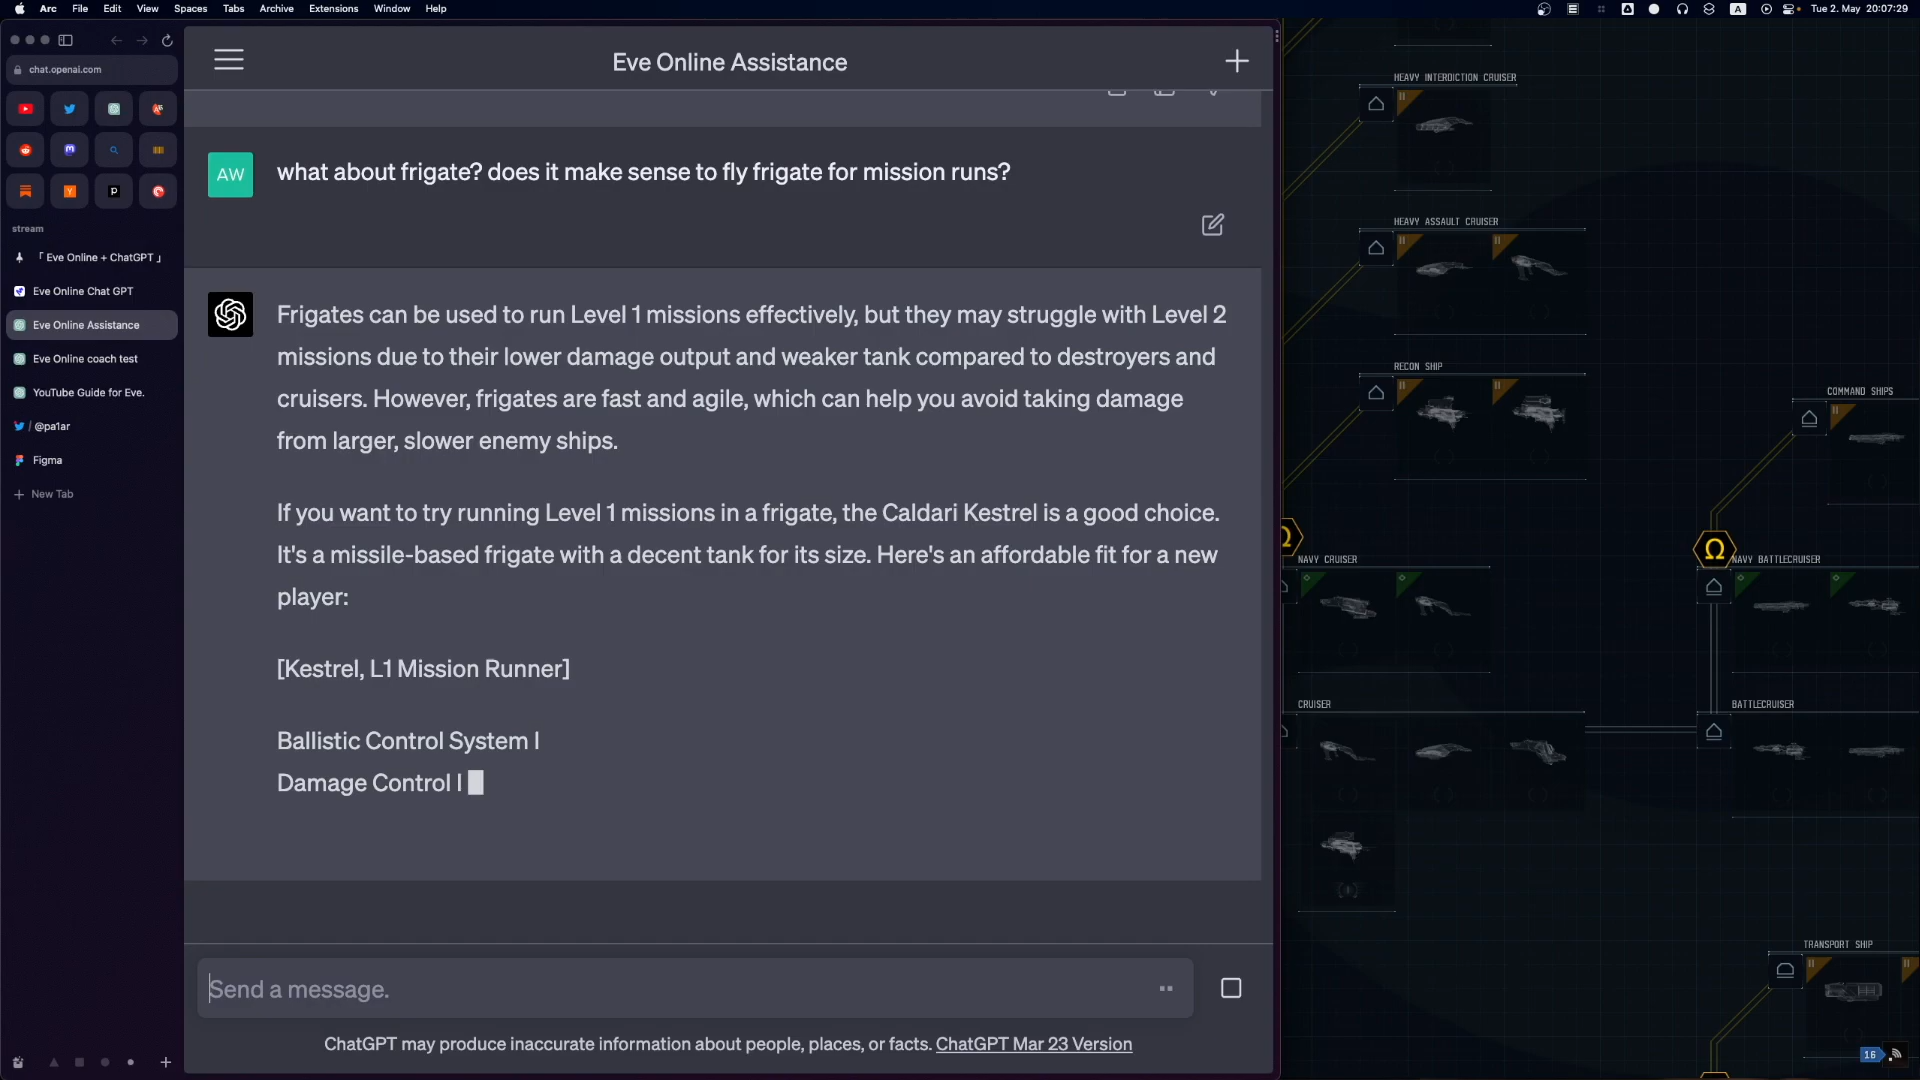 Arc File Edit View Spaces Tabs Archive Extensions Window Help
A Tue 2. May 20:07:29
chat.openai.com
stream
「 Eve Online + ChatGPT 」
Eve Online Chat GPT
Eve Online Assistance
Eve Online coach test
YouTube Guide for Eve.
/ @pa1ar
Figma
New Tab
Eve Online Assistance
AW
what about frigate? does it make sense to fly frigate for mission runs?
Frigates can be used to run Level 1 missions effectively, but they may struggle with Level 2
missions due to their lower damage output and weaker tank compared to destroyers and
cruisers. However, frigates are fast and agile, which can help you avoid taking damage
from larger, slower enemy ships.
If you want to try running Level 1 missions in a frigate, the Caldari Kestrel is a good choice.
It's a missile-based frigate with a decent tank for its size. Here's an affordable fit for a new
player:
[Kestrel, L1 Mission Runner]
Ballistic Control System I
Damage Control I
Send a message.
ChatGPT may produce inaccurate information about people, places, or facts. ChatGPT Mar 23 Version
HEAVY INTERDICTION CRUISER
II
HEAVY ASSAULT CRUISER
II
II
RECON SHIP
II
II
COMMAND SHIPS
II
Ω
Ω
NAVY CRUISER
NAVY BATTLECRUISER
CRUISER
BATTLECRUISER
TRANSPORT SHIP
II
II
16